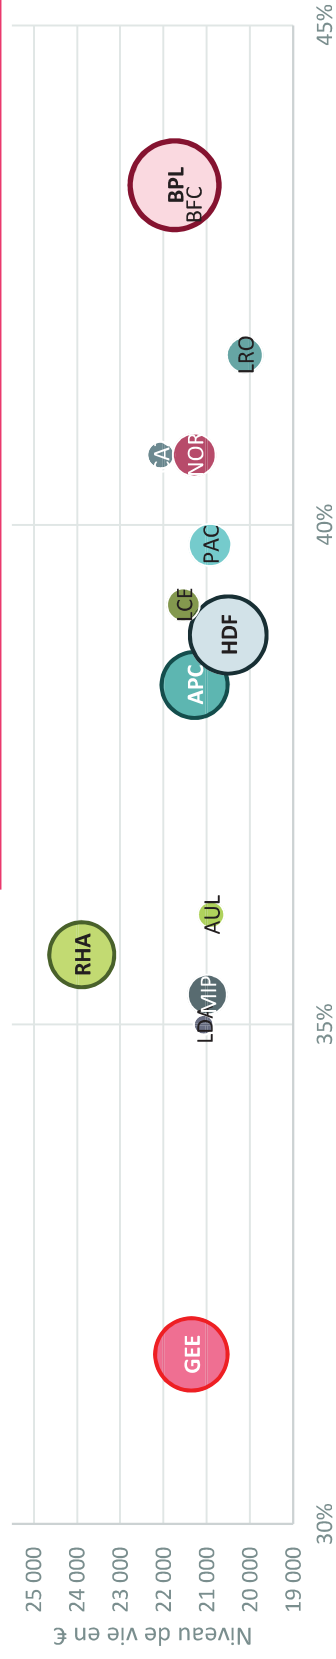 Niveau de vie en €
25 000
24 000
23 000
22 000
21 000
20 000
19 000
30%
35%
40%
45%
GEE
RHA
LDA
MIP
AUL
APC
HDF
LCE
PAC
NOR
LRO
BPL
BFC